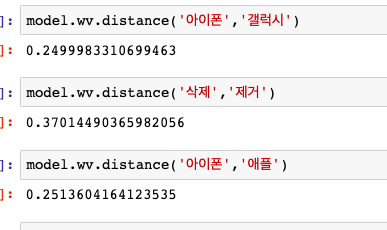 ]: model.wv.distance('아이폰','갤럭시')
]: 0.2499983310699463
]: model.wv.distance('삭제','제거')
]: 0.37014490365982056
]: model.wv.distance('아이폰','애플')
]: 0.2513604164123535